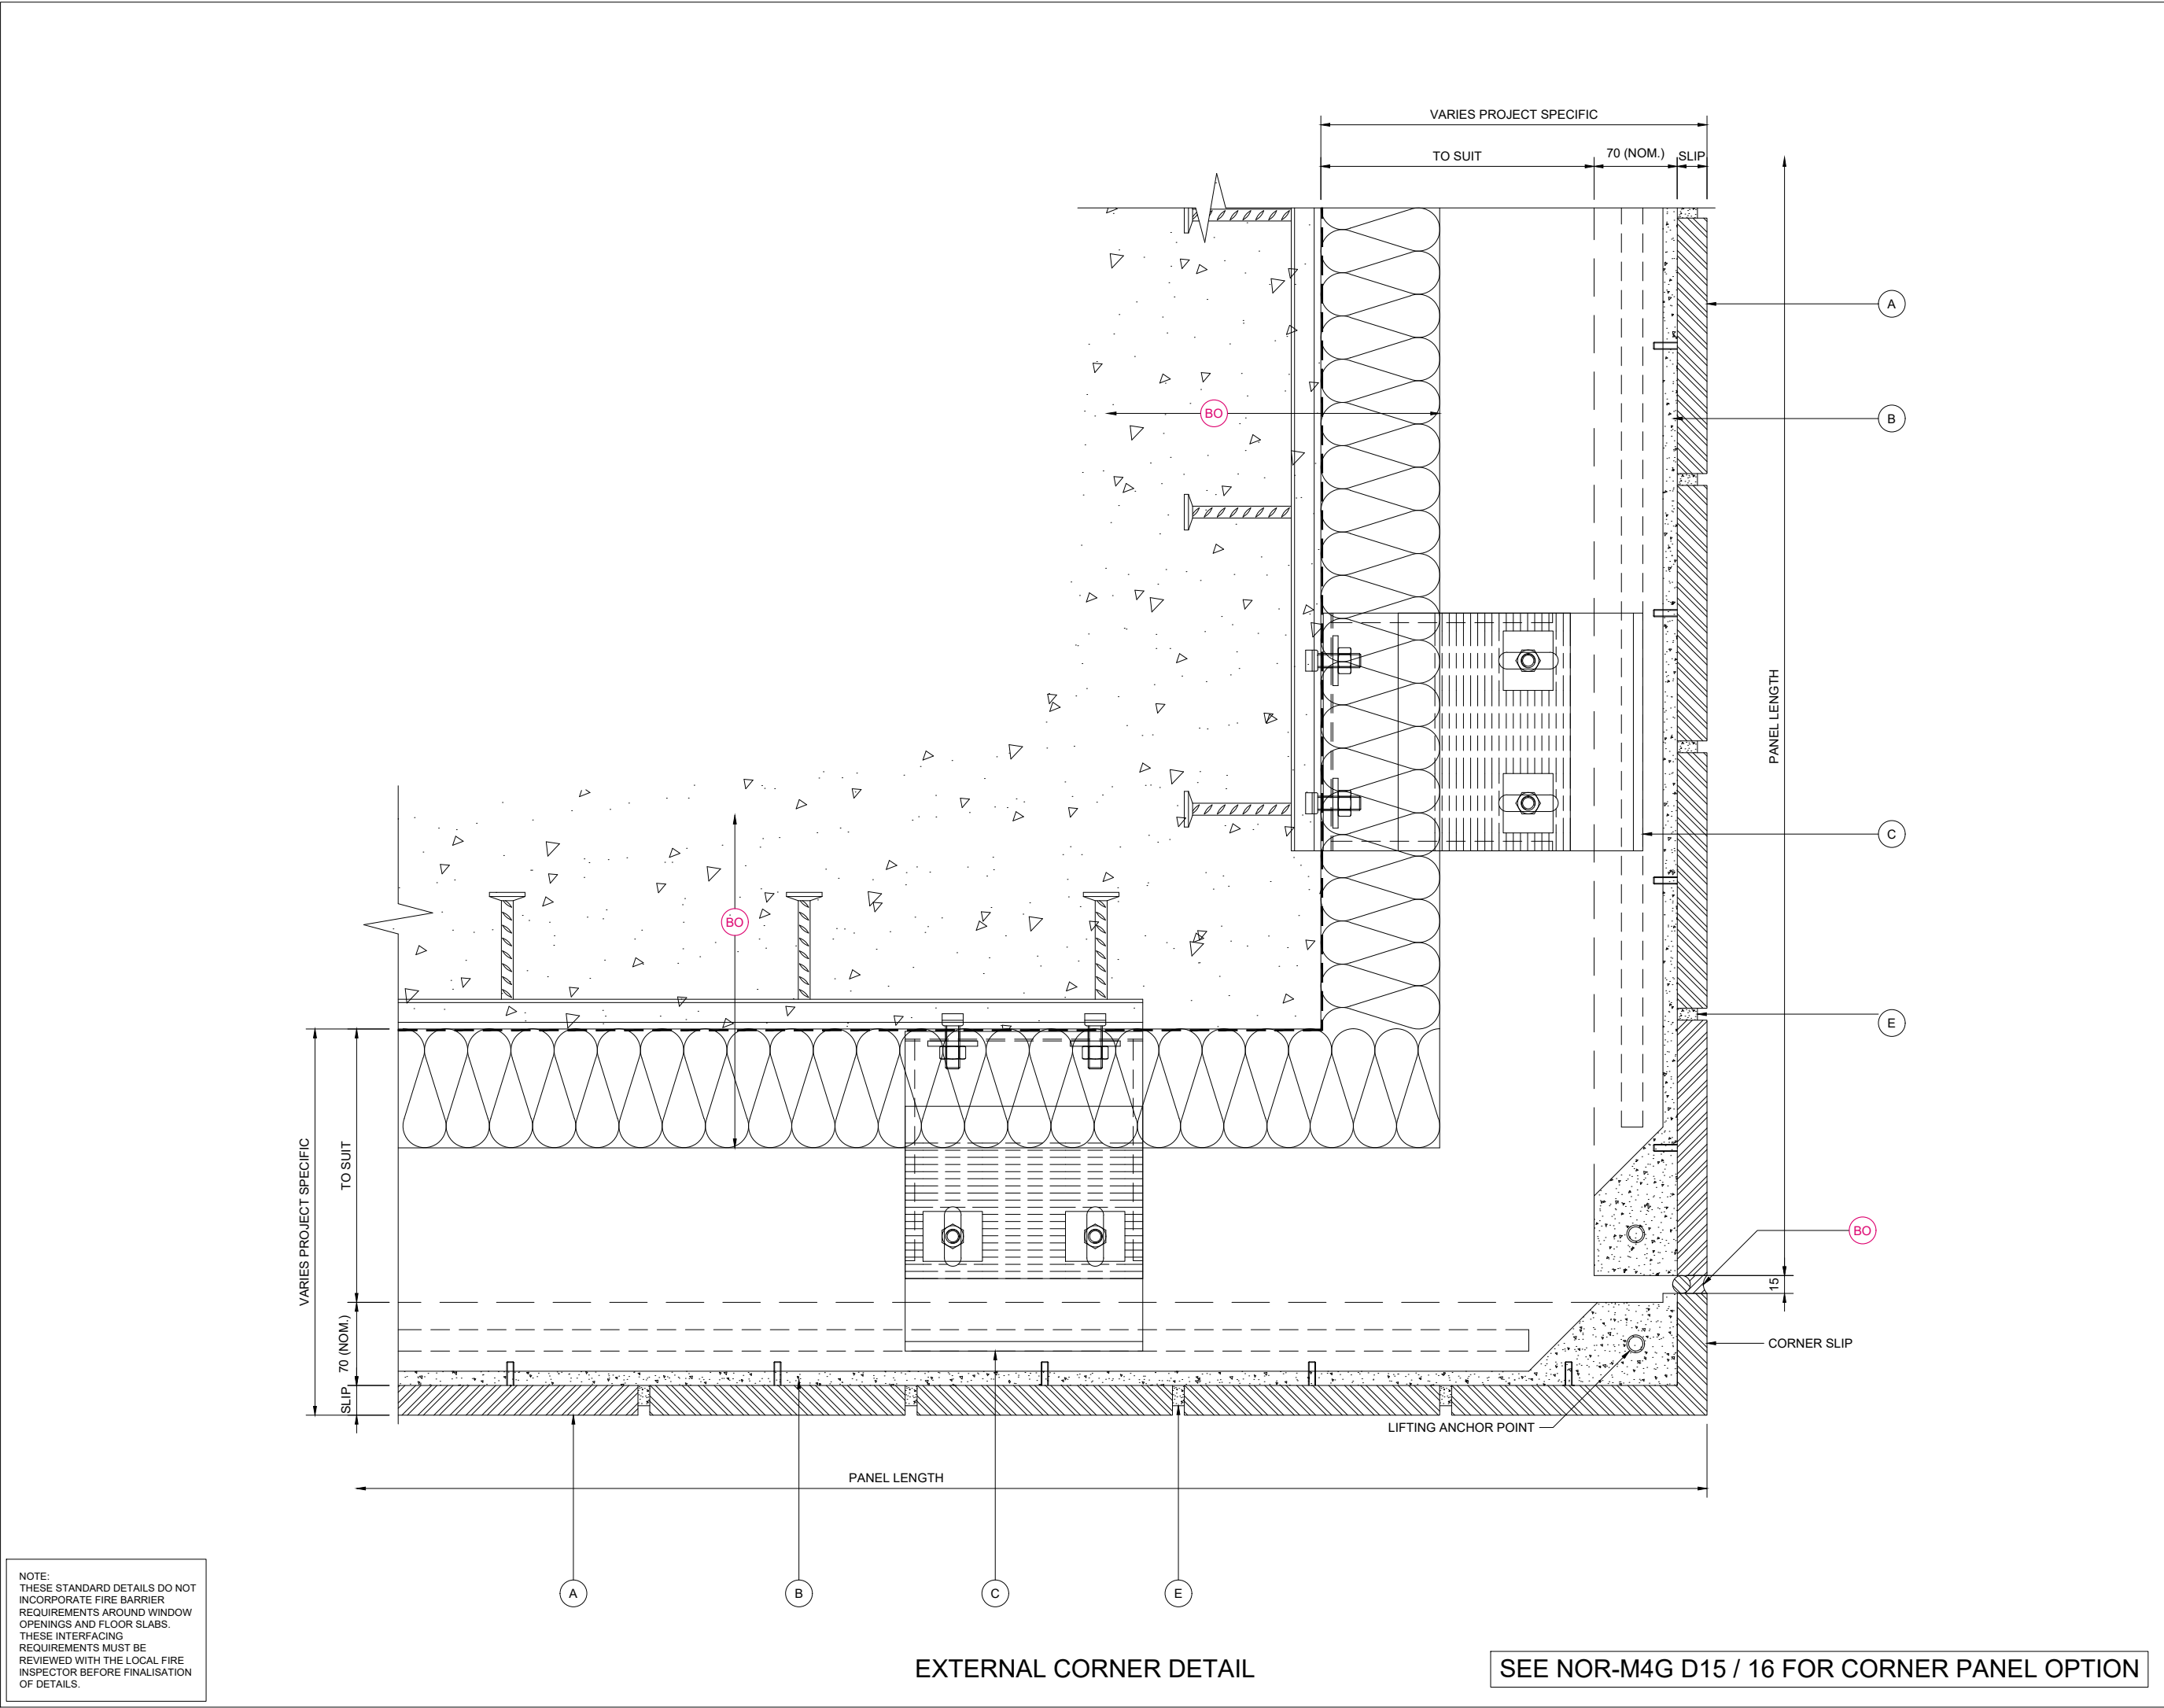 VARIES PROJECT SPECIFIC
TO SUIT
70 (NOM.)
SLIP
A
BO
B
PANEL LENGTH
C
BO
E
VARIES PROJECT SPECIFIC
TO SUIT
70 (NOM.)
SLIP
BO
15
CORNER SLIP
LIFTING ANCHOR POINT
PANEL LENGTH
A
B
C
E
NOTE:
THESE STANDARD DETAILS DO NOT
INCORPORATE FIRE BARRIER
REQUIREMENTS AROUND WINDOW
OPENINGS AND FLOOR SLABS.
THESE INTERFACING
REQUIREMENTS MUST BE
REVIEWED WITH THE LOCAL FIRE
INSPECTOR BEFORE FINALISATION
OF DETAILS.
EXTERNAL CORNER DETAIL
SEE NOR-M4G D15 / 16 FOR CORNER PANEL OPTION